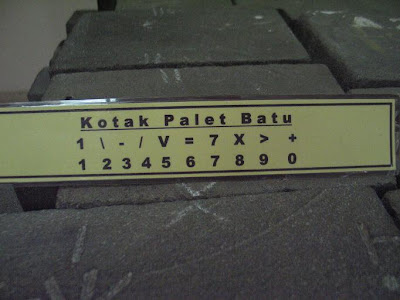 Kotak Palet Batu
1 \ - / V = 7 X > +
1 2 3 4 5 6 7 8 9 0